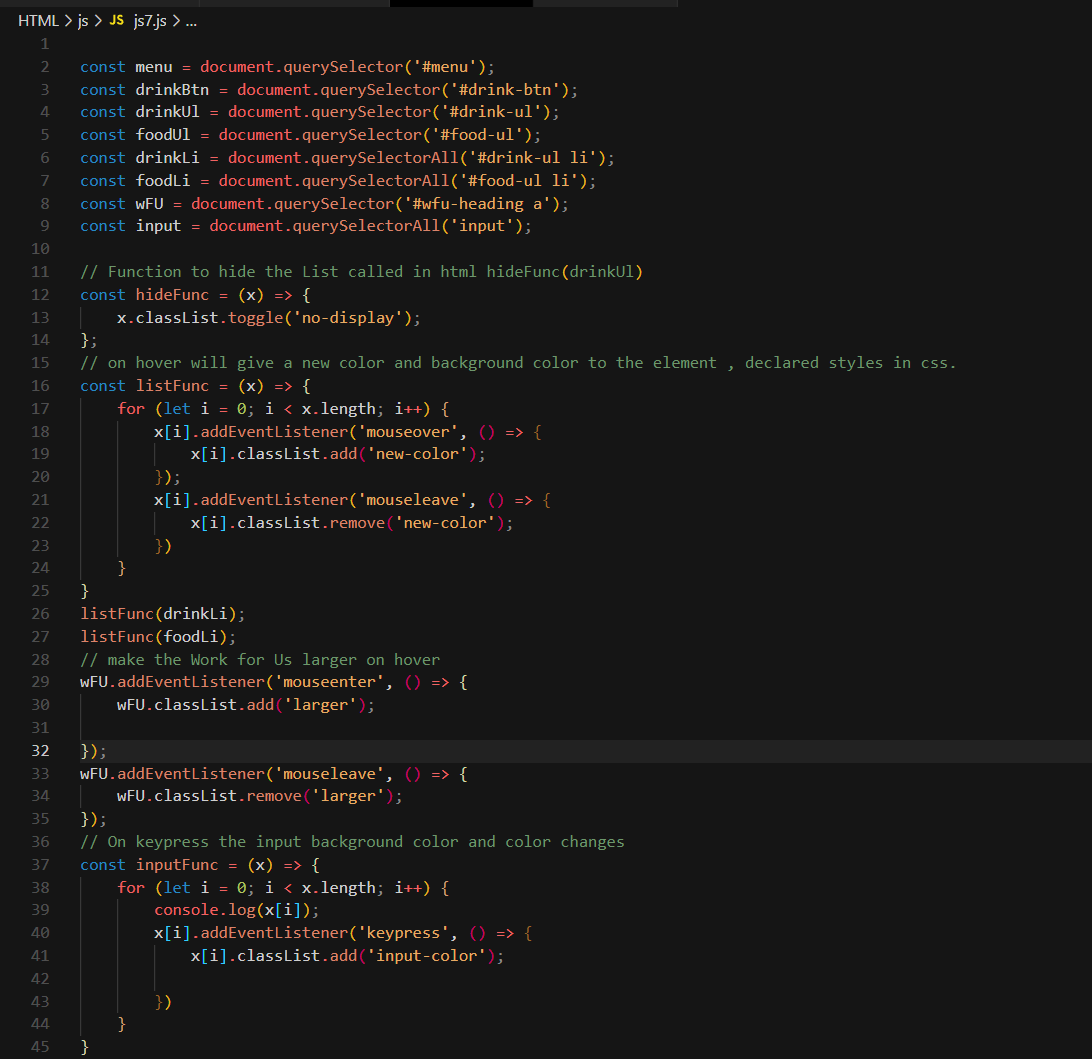 HTML > js > JS js7.js > ...
1
2 const menu = document.querySelector('#menu');
3 const drinkBtn = document.querySelector('#drink-btn');
4 const drinkUl = document.querySelector('#drink-ul');
5 const foodUl = document.querySelector('#food-ul');
6 const drinkLi = document.querySelectorAll('#drink-ul li');
7 const foodLi = document.querySelectorAll('#food-ul li');
8 const wFU = document.querySelector('#wfu-heading a');
9 const input = document.querySelectorAll('input');
10
11 // Function to hide the List called in html hideFunc(drinkUl)
12 const hideFunc = (x) => {
13     x.classList.toggle('no-display');
14 };
15 // on hover will give a new color and background color to the element , declared styles in css.
16 const listFunc = (x) => {
17     for (let i = 0; i < x.length; i++) {
18         x[i].addEventListener('mouseover', () => {
19             x[i].classList.add('new-color');
20         });
21         x[i].addEventListener('mouseleave', () => {
22             x[i].classList.remove('new-color');
23         })
24     }
25 }
26 listFunc(drinkLi);
27 listFunc(foodLi);
28 // make the Work for Us larger on hover
29 wFU.addEventListener('mouseenter', () => {
30     wFU.classList.add('larger');
31
32 });
33 wFU.addEventListener('mouseleave', () => {
34     wFU.classList.remove('larger');
35 });
36 // On keypress the input background color and color changes
37 const inputFunc = (x) => {
38     for (let i = 0; i < x.length; i++) {
39         console.log(x[i]);
40         x[i].addEventListener('keypress', () => {
41             x[i].classList.add('input-color');
42
43         })
44     }
45 }